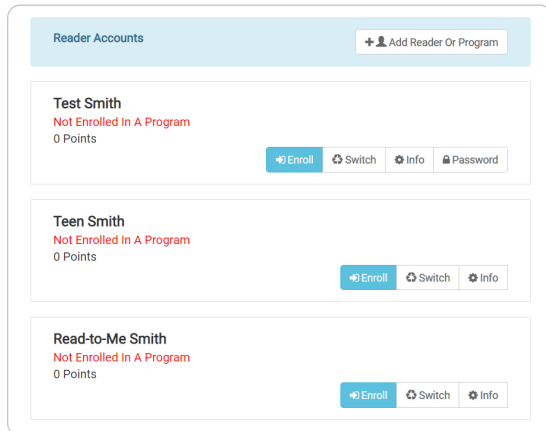 Reader Accounts
Add Reader Or Program
Test Smith
Not Enrolled In A Program
0 Points
Enroll Switch Info Password
Teen Smith
Not Enrolled In A Program
0 Points
Enroll Switch Info
Read-to-Me Smith
Not Enrolled In A Program
0 Points
Enroll Switch Info